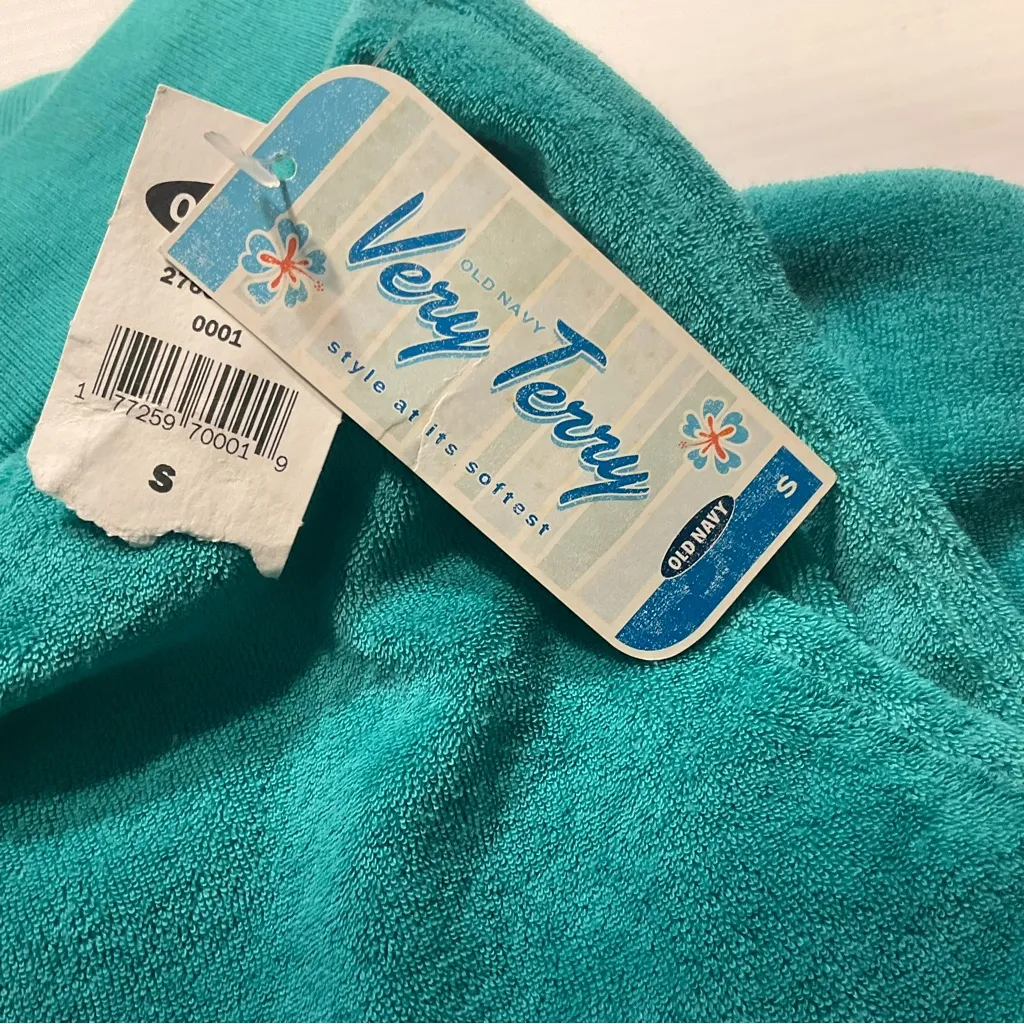 0001
1 77259 70001 9
S
OLD NAVY
Very Terry
style at its softest
S
OLD NAVY